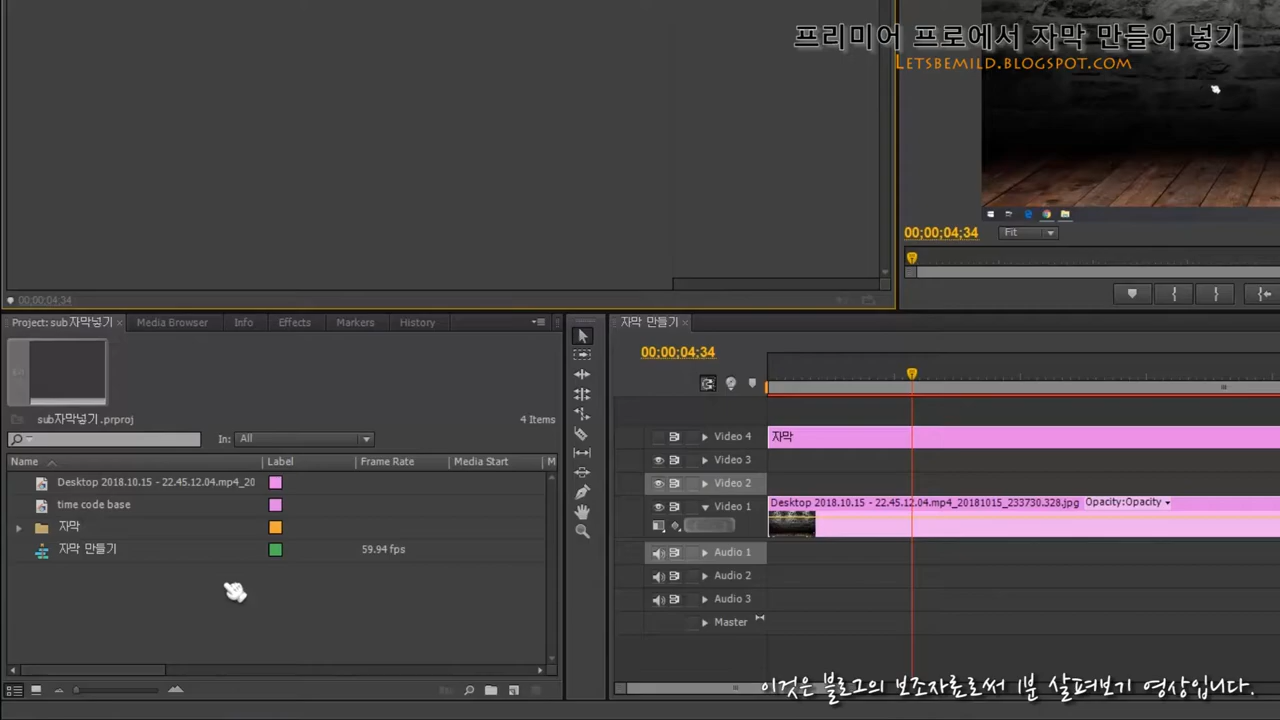 프리미어 프로에서 자막 만들어 넣기
LETSBEMILD.BLOGSPOT.COM
00;00;04;34
Fit
00;00;04;34
Project: sub자막넣기
Media Browser
Info
Effects
Markers
History
sub자막넣기.prproj
4 Items
In: All
Name
Label
Frame Rate
Media Start
M
Desktop 2018.10.15 - 22.45.12.04.mp4_20
time code base
자막
자막 만들기
59.94 fps
자막 만들기
00;00;04;34
Video 4
자막
Video 3
Video 2
Video 1
Desktop 2018.10.15 - 22.45.12.04.mp4_20181015_233730.328.jpg Opacity:Opacity
Audio 1
Audio 2
Audio 3
Master
이것은 블로그의 보조자료로써 1분 살펴보기 영상입니다.